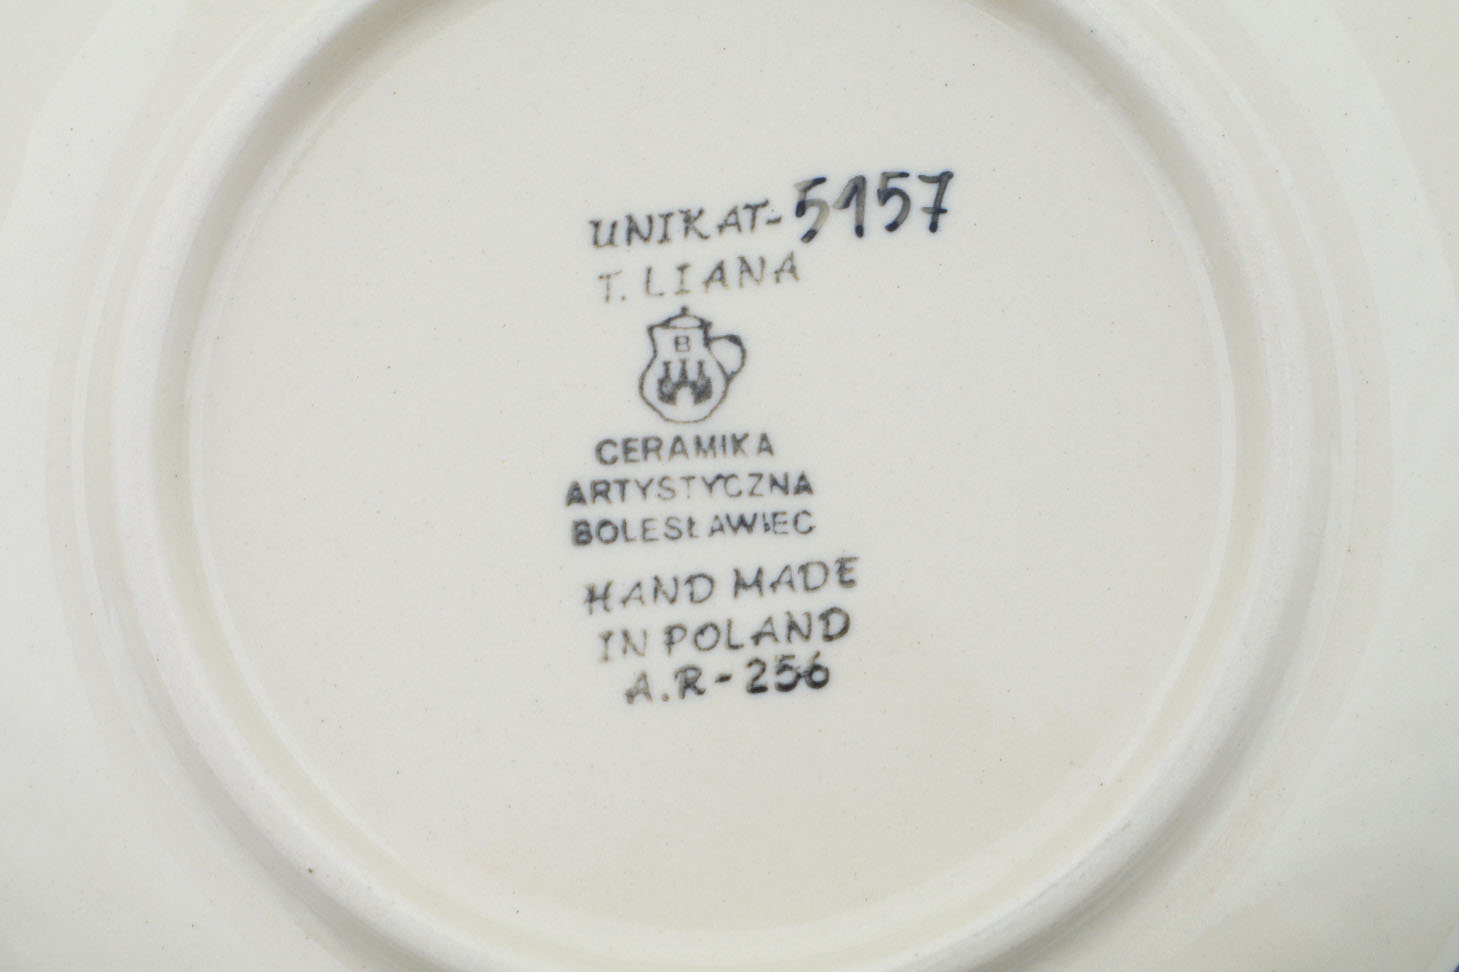 UNIKAT-5157
T. LIANA
B
CERAMIKA
ARTYSTYCZNA
BOLESŁAWIEC
HAND MADE
IN POLAND
A.R-256